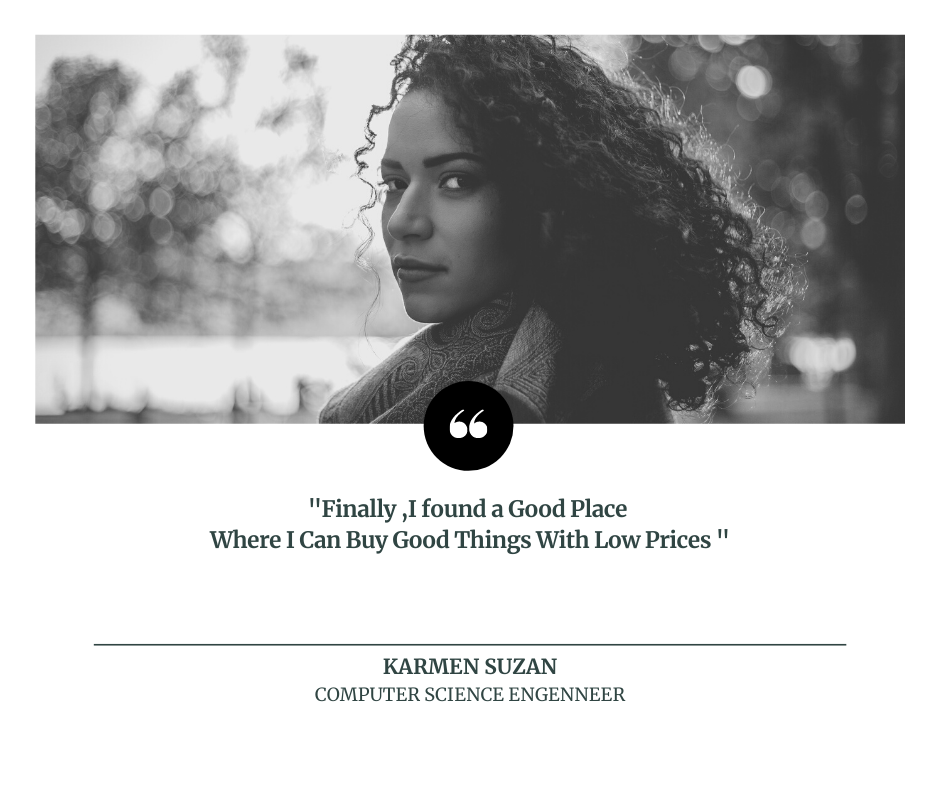 "Finally ,I found a Good Place
Where I Can Buy Good Things With Low Prices "
KARMEN SUZAN
COMPUTER SCIENCE ENGENNEER